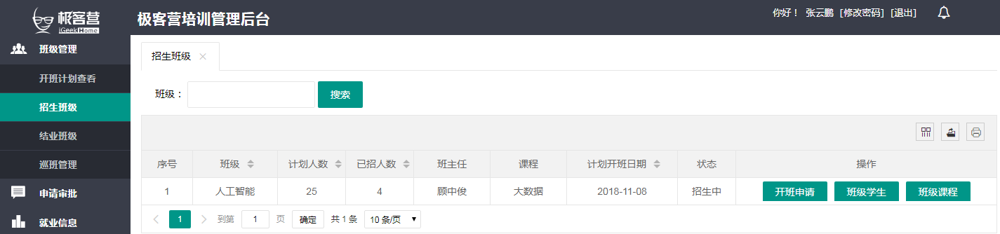 极客营
iGeekHome
极客营培训管理后台
你好！ 张云鹏 [修改密码] [退出]
班级管理
开班计划查看
招生班级
结业班级
巡班管理
申请审批
就业信息
招生班级
班级：
搜索
序号 班级 计划人数 已招人数 班主任 课程 计划开班日期 状态 操作
1 人工智能 25 4 顾中俊 大数据 2018-11-08 招生中 开班申请 班级学生 班级课程
1 到第 1 页 确定 共 1 条 10 条/页